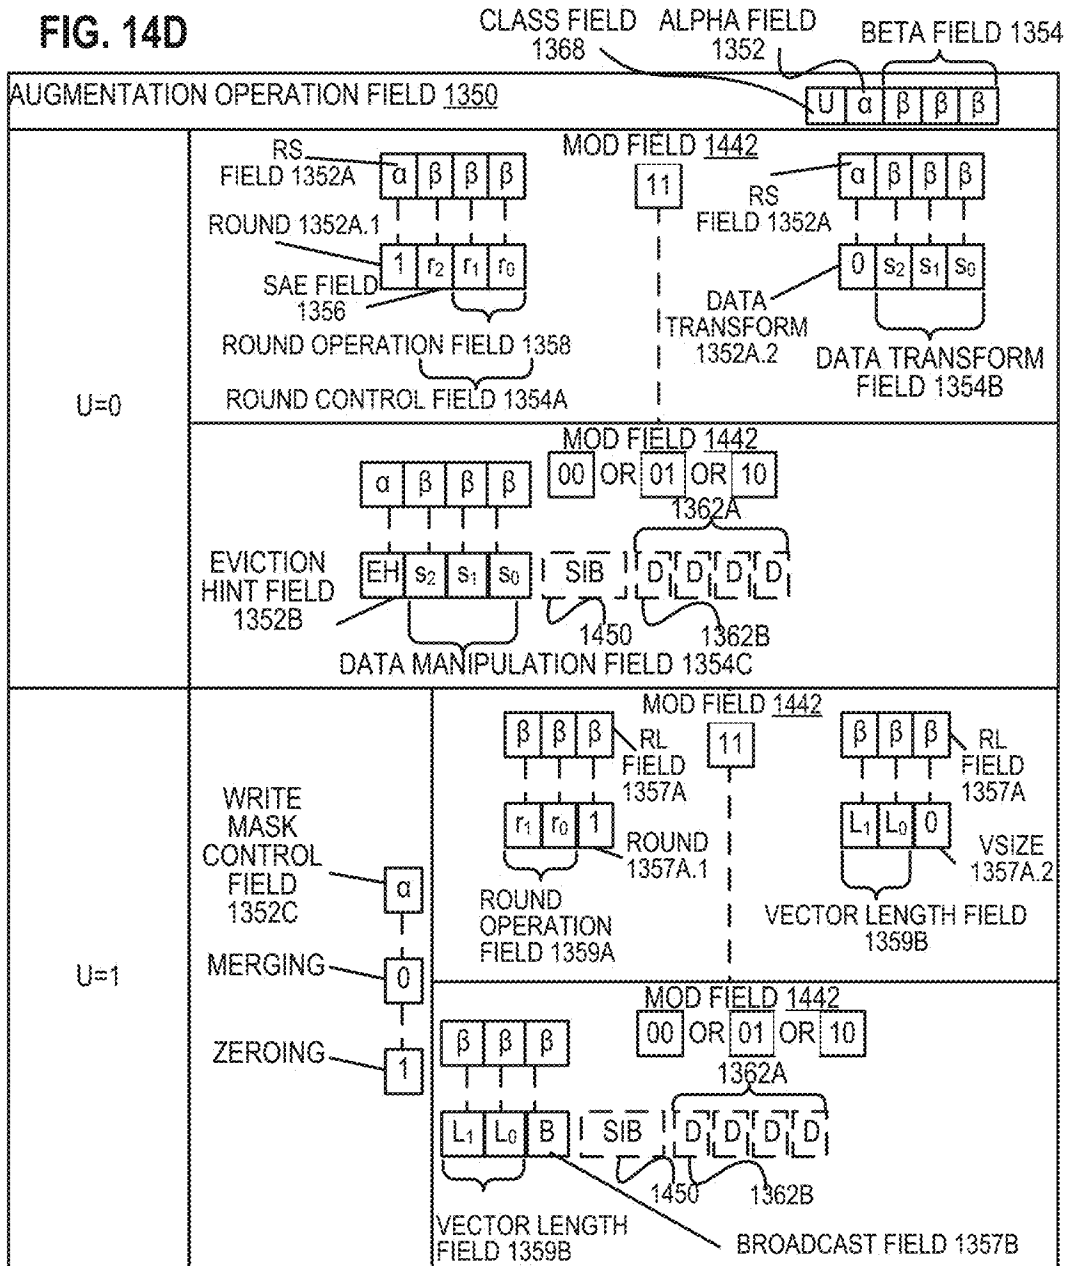 FIG. 14D
CLASS FIELD 1368
ALPHA FIELD 1352
BETA FIELD 1354
AUGMENTATION OPERATION FIELD 1350
U α β β β
U=0
MOD FIELD 1442
11
RS FIELD 1352A
α β β β
ROUND 1352A.1
1 r2 r1 r0
SAE FIELD 1356
ROUND OPERATION FIELD 1358
ROUND CONTROL FIELD 1354A
α β β β
RS FIELD 1352A
0 s2 s1 s0
DATA TRANSFORM 1352A.2
DATA TRANSFORM FIELD 1354B
MOD FIELD 1442
00 OR 01 OR 10
α β β β
1362A
EVICTION HINT FIELD 1352B
EH s2 s1 s0 SIB D D D D
1450
1362B
DATA MANIPULATION FIELD 1354C
U=1
WRITE MASK CONTROL FIELD 1352C
α
MERGING
0
ZEROING
1
MOD FIELD 1442
11
β β β
RL FIELD 1357A
r1 r0 1
ROUND 1357A.1
ROUND OPERATION FIELD 1359A
β β β
RL FIELD 1357A
L1 L0 0
VSIZE 1357A.2
VECTOR LENGTH FIELD 1359B
MOD FIELD 1442
00 OR 01 OR 10
β β β
1362A
L1 L0 B SIB D D D D
1450
1362B
VECTOR LENGTH FIELD 1359B
BROADCAST FIELD 1357B